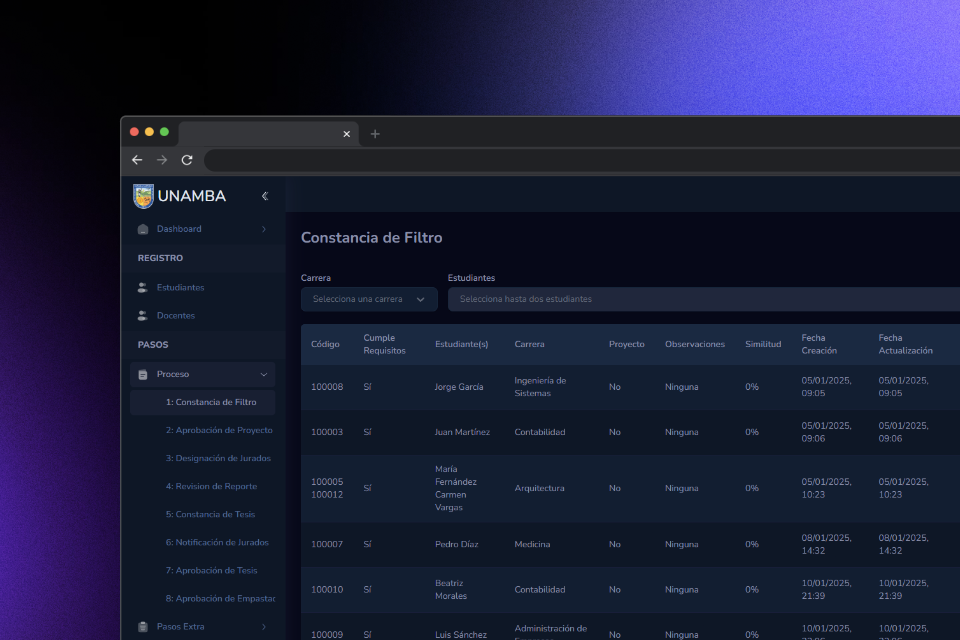 UNAMBA
Dashboard
REGISTRO
Estudiantes
Docentes
PASOS
Proceso
1: Constancia de Filtro
2: Aprobación de Proyecto
3: Designación de Jurados
4: Revision de Reporte
5: Constancia de Tesis
6: Notificación de Jurados
7: Aprobación de Tesis
8: Aprobación de Empastad
Pasos Extra
Constancia de Filtro
Carrera
Estudiantes
Selecciona una carrera
Selecciona hasta dos estudiantes
Código Cumple Requisitos Estudiante(s) Carrera Proyecto Observaciones Similitud Fecha Creación Fecha Actualización
100008 Sí Jorge García Ingeniería de Sistemas No Ninguna 0% 05/01/2025, 09:05 05/01/2025, 09:05
100003 Sí Juan Martínez Contabilidad No Ninguna 0% 05/01/2025, 09:06 05/01/2025, 09:06
100005 100012 Sí María Fernández Carmen Vargas Arquitectura No Ninguna 0% 05/01/2025, 10:23 05/01/2025, 10:23
100007 Sí Pedro Díaz Medicina No Ninguna 0% 08/01/2025, 14:32 08/01/2025, 14:32
100010 Sí Beatriz Morales Contabilidad No Ninguna 0% 10/01/2025, 21:39 10/01/2025, 21:39
100009 Sí Luis Sánchez Administración de No Ninguna 0% 10/01/2025, 10/01/2025,